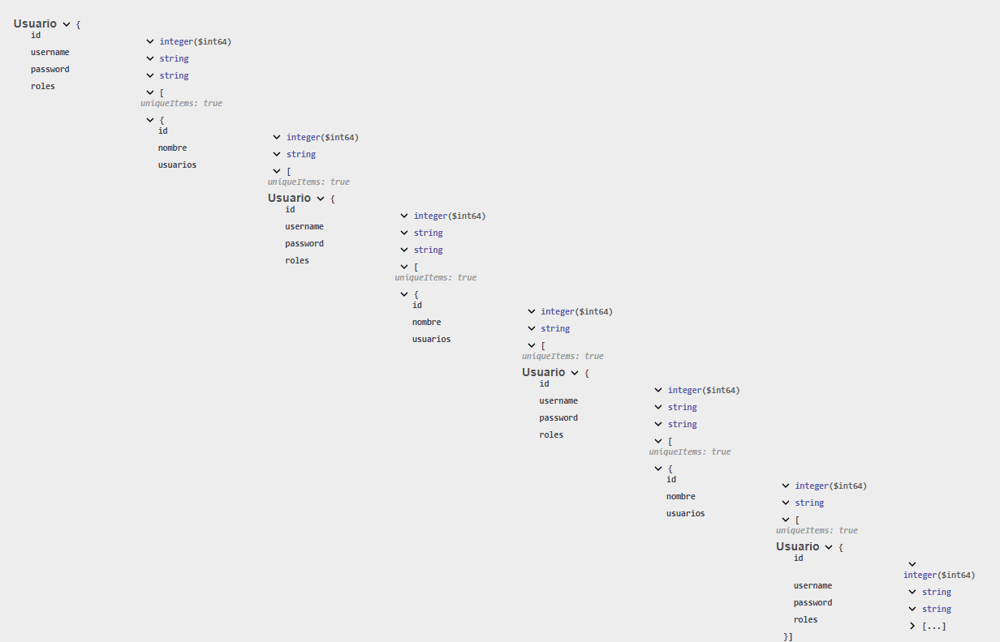 Usuario {
id integer($int64)
username string
password string
roles [
uniqueItems: true
{
id integer($int64)
nombre string
usuarios [
uniqueItems: true
Usuario {
id integer($int64)
username string
password string
roles [
uniqueItems: true
{
id integer($int64)
nombre string
usuarios [
uniqueItems: true
Usuario {
id integer($int64)
username string
password string
roles [
uniqueItems: true
{
id integer($int64)
nombre string
usuarios [
uniqueItems: true
Usuario {
id integer($int64)
username string
password string
roles [...]
}]